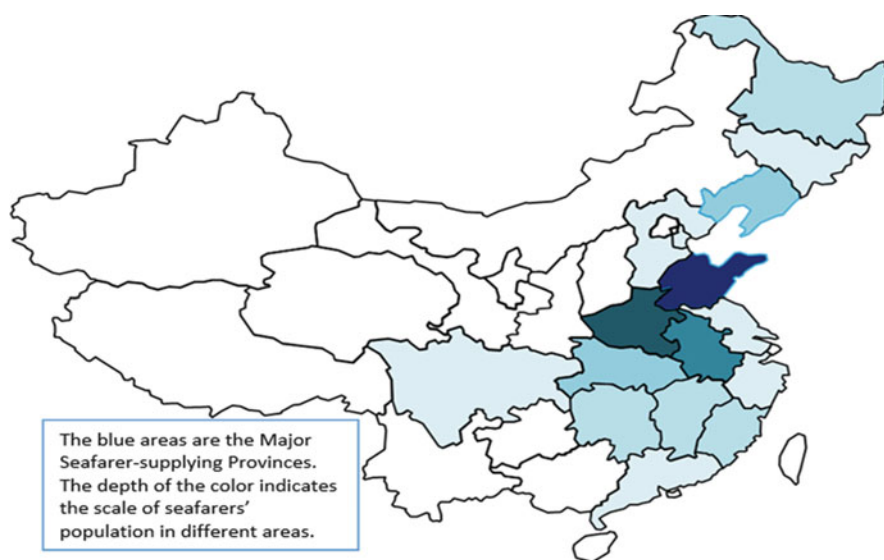 The blue areas are the Major
Seafarer-supplying Provinces.
The depth of the color indicates
the scale of seafarers’
population in different areas.